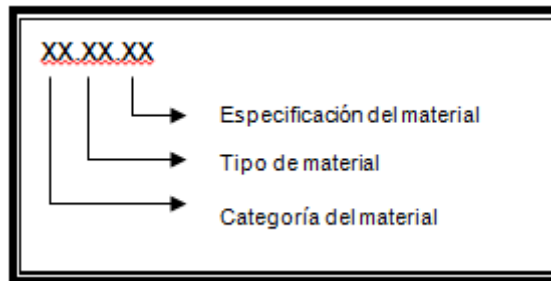 XX.XX.XX
Especificación del material
Tipo de material
Categoría del material